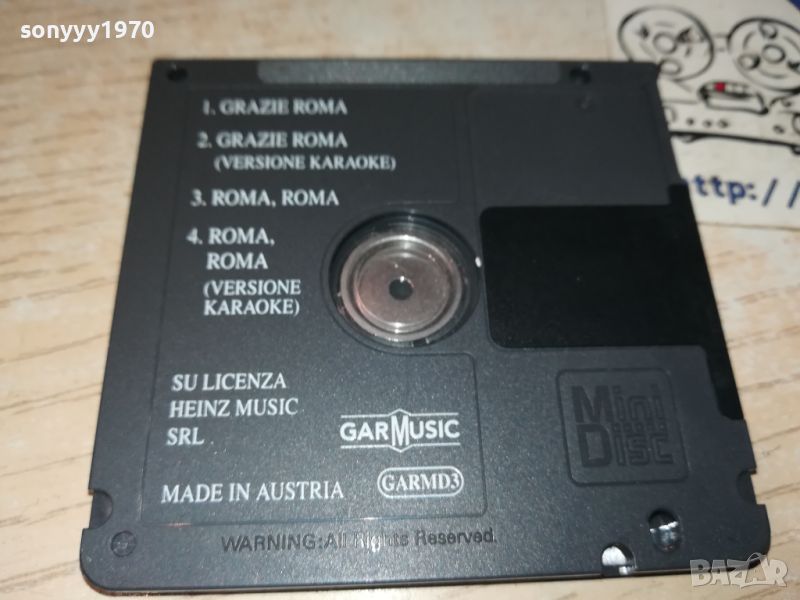 sonyyy1970
1. GRAZIE ROMA
2. GRAZIE ROMA
(VERSIONE KARAOKE)
3. ROMA, ROMA
4. ROMA,
ROMA
(VERSIONE
KARAOKE)
SU LICENZA
HEINZ MUSIC
SRL
GARMUSIC
MADE IN AUSTRIA
GARMD3
WARNING:All Rights Reserved.
Mini
Disc
http://
BAZAR